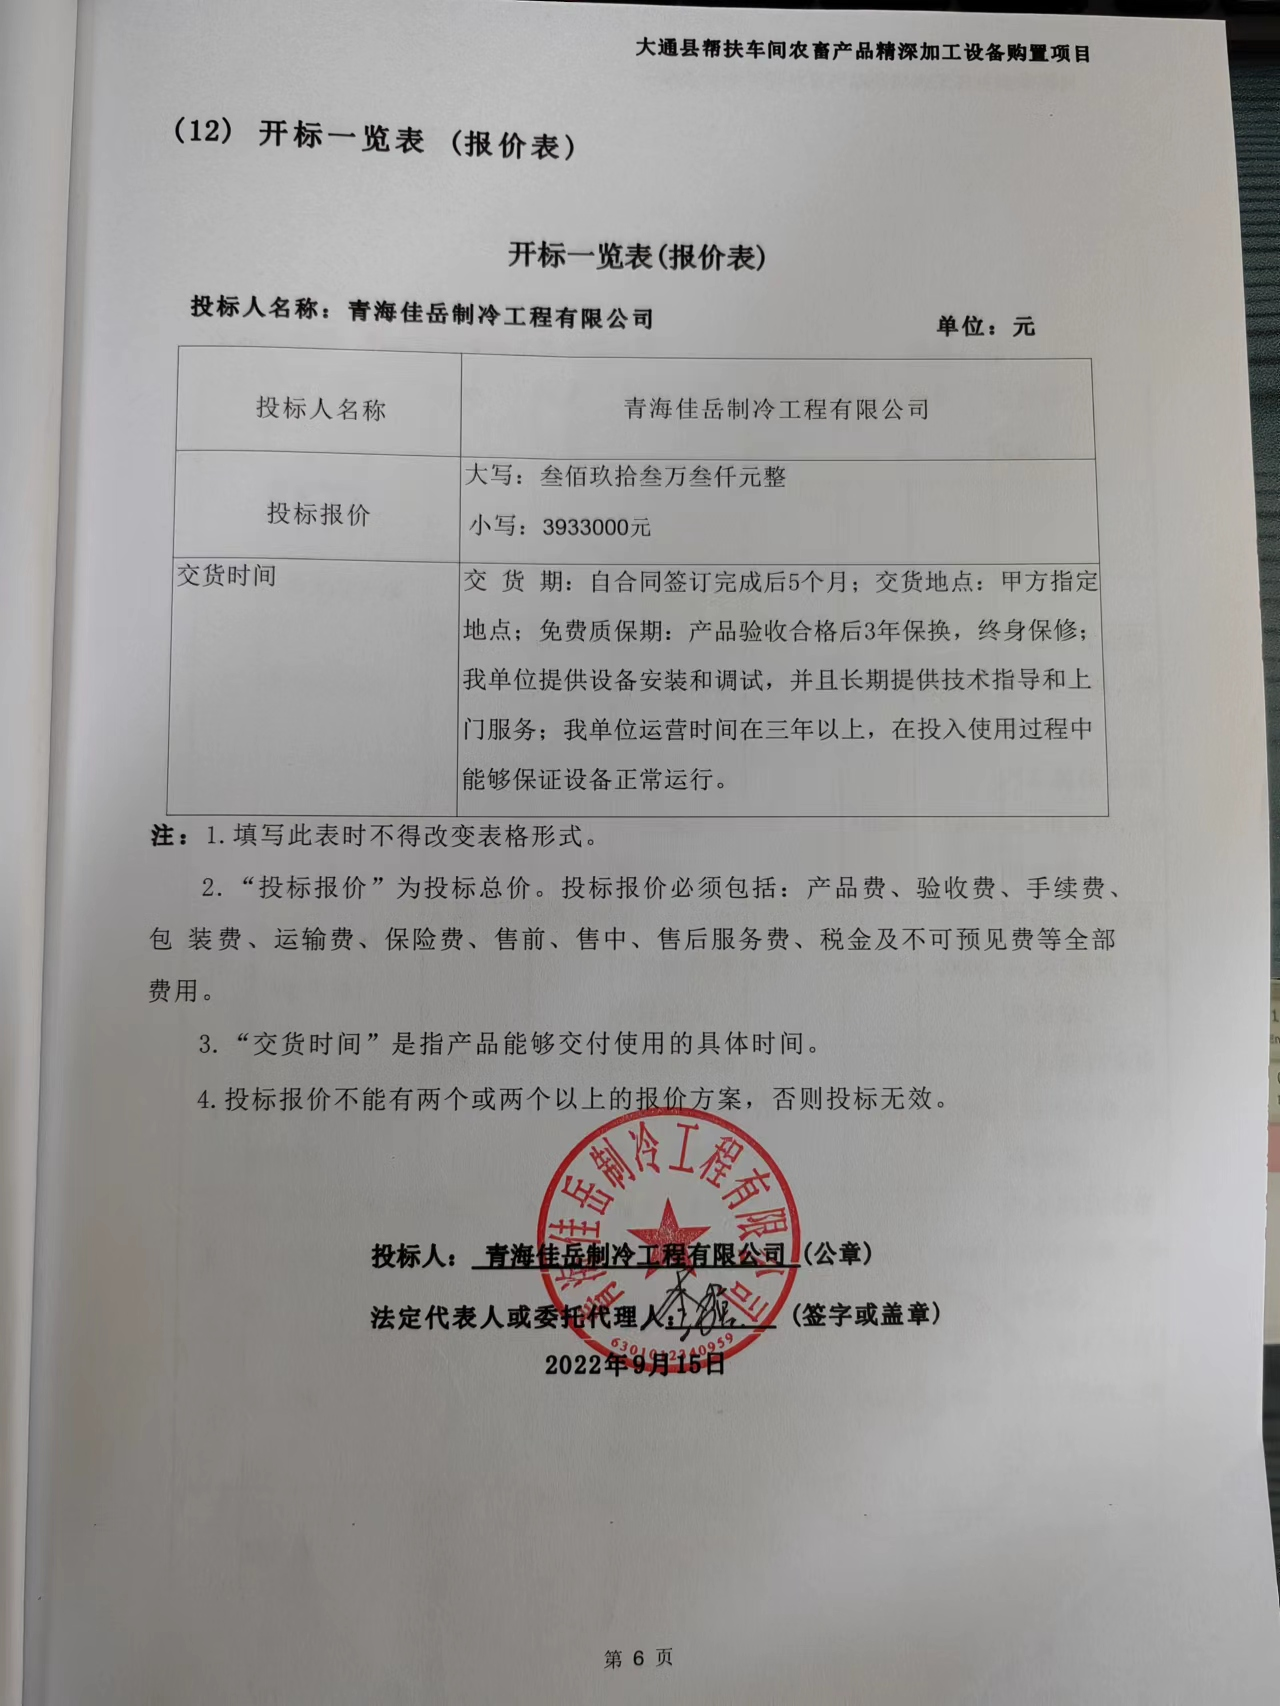 大通县帮扶车间农畜产品精深加工设备购置项目
(12) 开标一览表 (报价表)
开标一览表(报价表)
投标人名称：青海佳岳制冷工程有限公司 单位：元
投标人名称 青海佳岳制冷工程有限公司
投标报价
大写：叁佰玖拾叁万叁仟元整
小写：3933000元
交货时间
交 货 期：自合同签订完成后5个月；交货地点：甲方指定
地点；免费质保期：产品验收合格后3年保换，终身保修；
我单位提供设备安装和调试，并且长期提供技术指导和上
门服务；我单位运营时间在三年以上，在投入使用过程中
能够保证设备正常运行。
注：1.填写此表时不得改变表格形式。
2.“投标报价”为投标总价。投标报价必须包括：产品费、验收费、手续费、
包 装费、运输费、保险费、售前、售中、售后服务费、税金及不可预见费等全部
费用。
3.“交货时间”是指产品能够交付使用的具体时间。
4.投标报价不能有两个或两个以上的报价方案，否则投标无效。
青海佳岳制冷工程有限公司
投标人：青海佳岳制冷工程有限公司 (公章)
法定代表人或委托代理人： (签字或盖章)
6301012240959
2022年9月15日
第 6 页